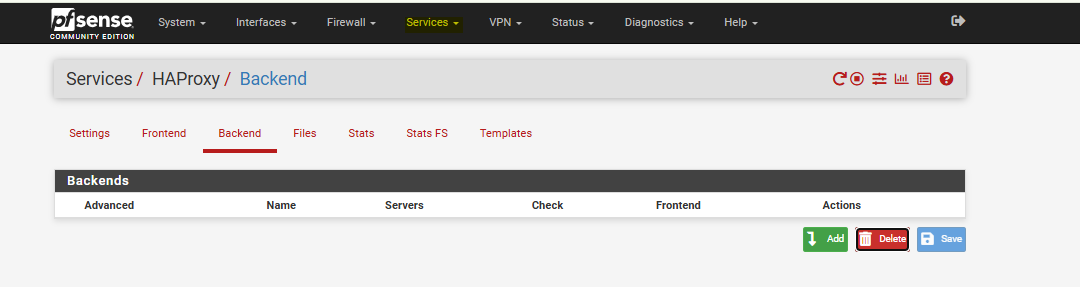 pfsense
COMMUNITY EDITION
System Interfaces Firewall Services VPN Status Diagnostics Help
Services / HAProxy / Backend
Settings Frontend Backend Files Stats Stats FS Templates
Backends
Advanced Name Servers Check Frontend Actions
Add Delete Save